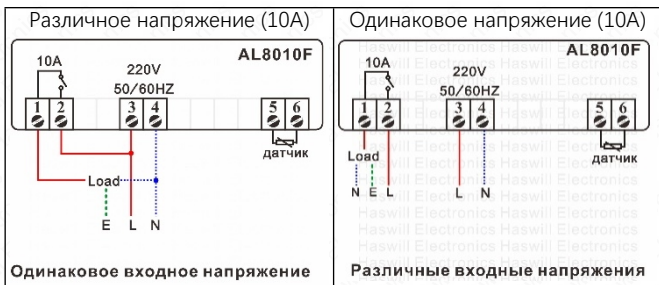 Различное напряжение (10А)
AL8010F
10A
220V
50/60HZ
1 2 3 4 5 6
датчик
Load
E L N
Одинаковое входное напряжение
Одинаковое напряжение (10А)
AL8010F
10A
220V
50/60HZ
1 2 3 4 5 6
датчик
Load
N E L L N
Различные входные напряжения
Haswill Electronics